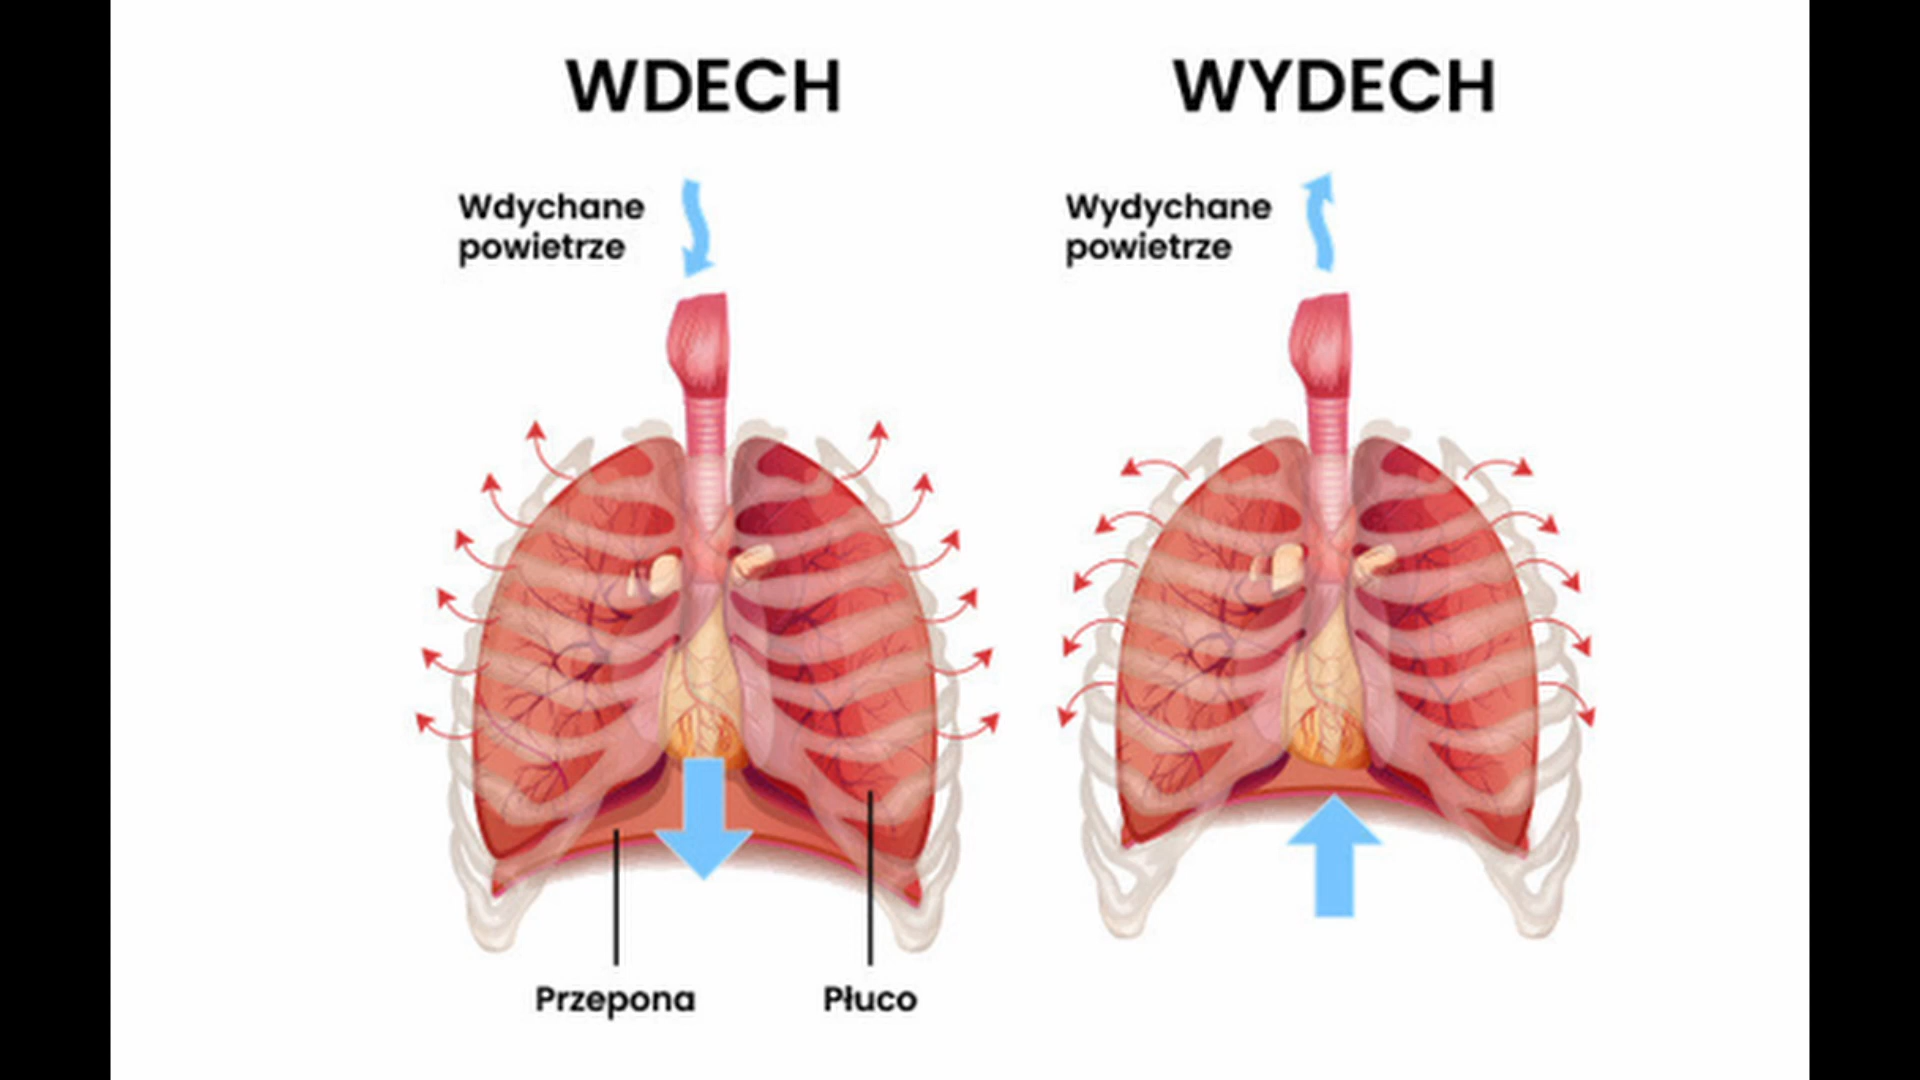 WDECH
Wdychane
powietrze
WYDECH
Wydychane
powietrze
Przepona
Płuco